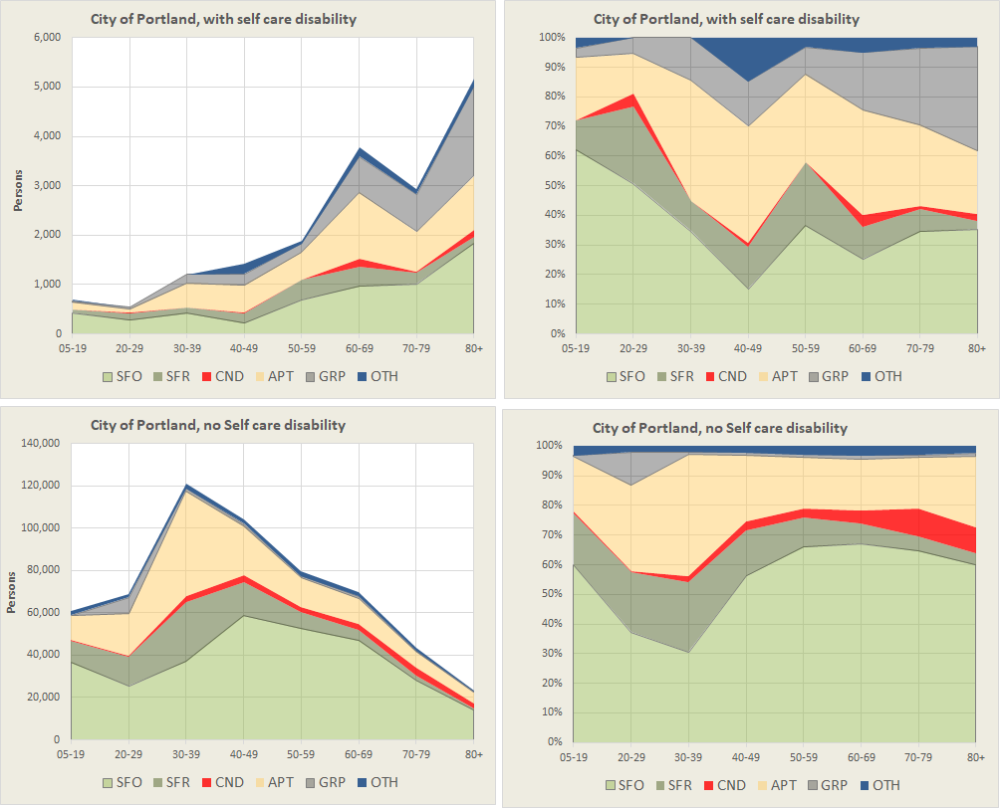 City of Portland, with self care disability
6,000
5,000
4,000
3,000
2,000
1,000
0
Persons
05-19 20-29 30-39 40-49 50-59 60-69 70-79 80+
SFO SFR CND APT GRP OTH
City of Portland, with self care disability
100%
90%
80%
70%
60%
50%
40%
30%
20%
10%
0%
05-19 20-29 30-39 40-49 50-59 60-69 70-79 80+
SFO SFR CND APT GRP OTH
City of Portland, no Self care disability
140,000
120,000
100,000
80,000
60,000
40,000
20,000
0
Persons
05-19 20-29 30-39 40-49 50-59 60-69 70-79 80+
SFO SFR CND APT GRP OTH
City of Portland, no Self care disability
100%
90%
80%
70%
60%
50%
40%
30%
20%
10%
0%
05-19 20-29 30-39 40-49 50-59 60-69 70-79 80+
SFO SFR CND APT GRP OTH